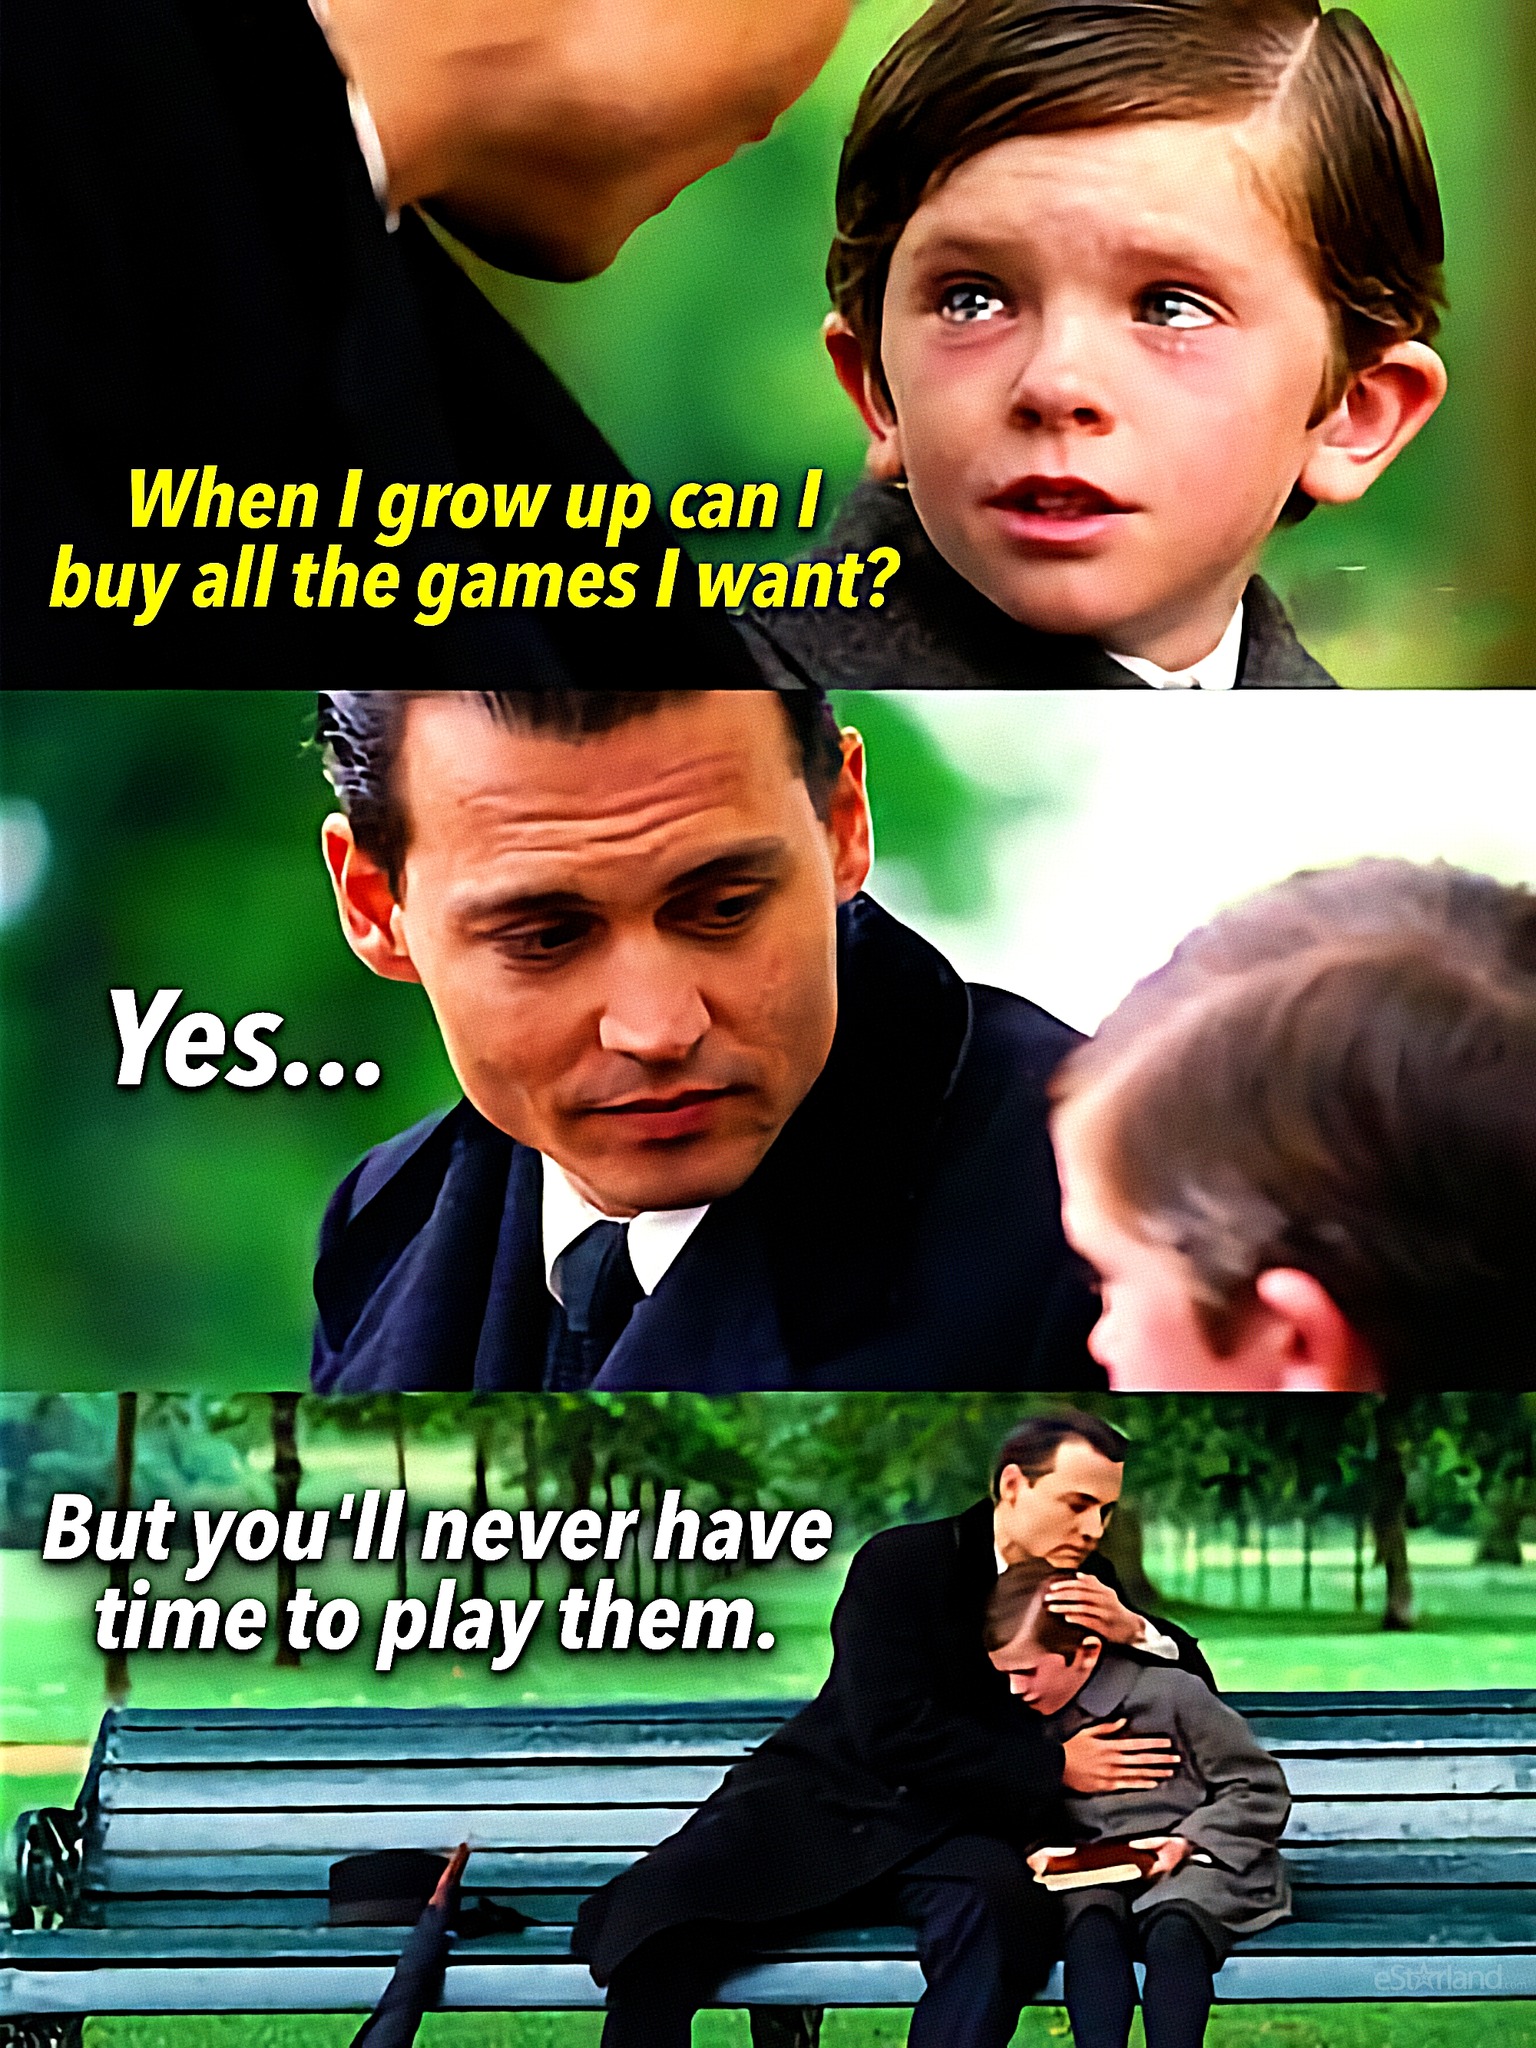 When I grow up can I
buy all the games I want?
Yes...
But you'll never have
time to play them.
eStarland.com